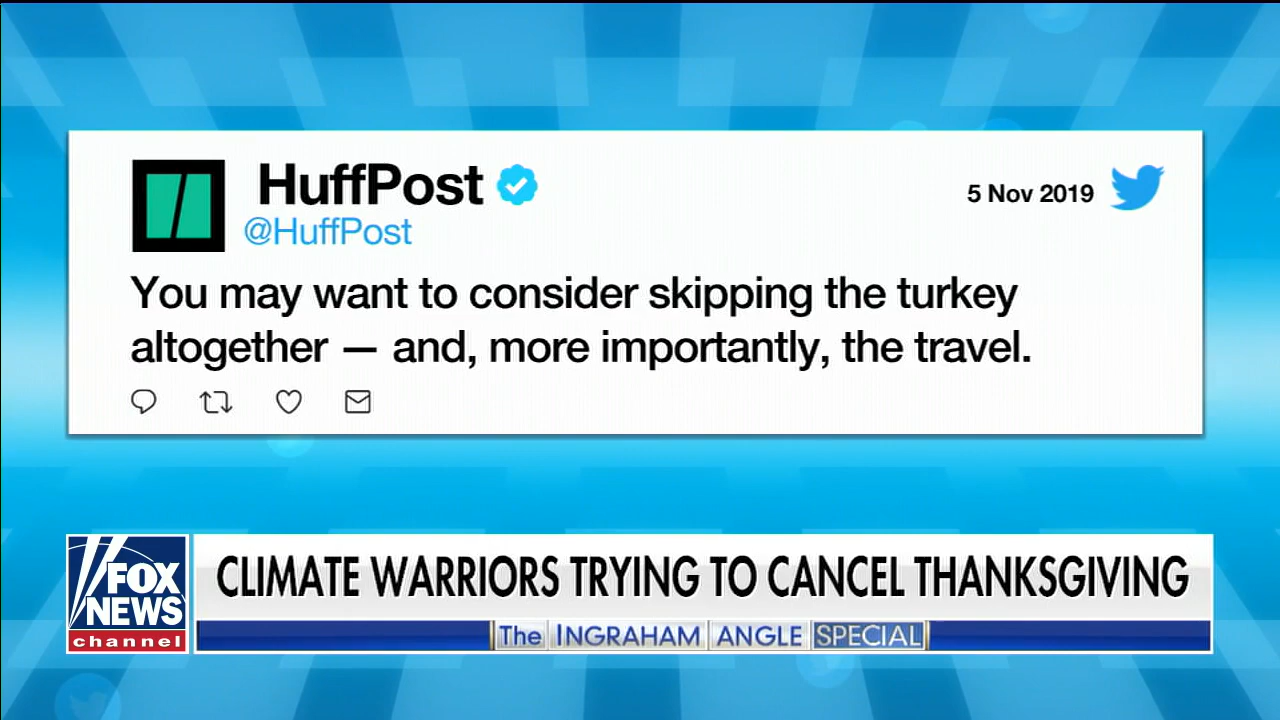 HuffPost
@HuffPost
5 Nov 2019
You may want to consider skipping the turkey
altogether — and, more importantly, the travel.
CLIMATE WARRIORS TRYING TO CANCEL THANKSGIVING
FOX
NEWS
channel
The INGRAHAM ANGLE SPECIAL